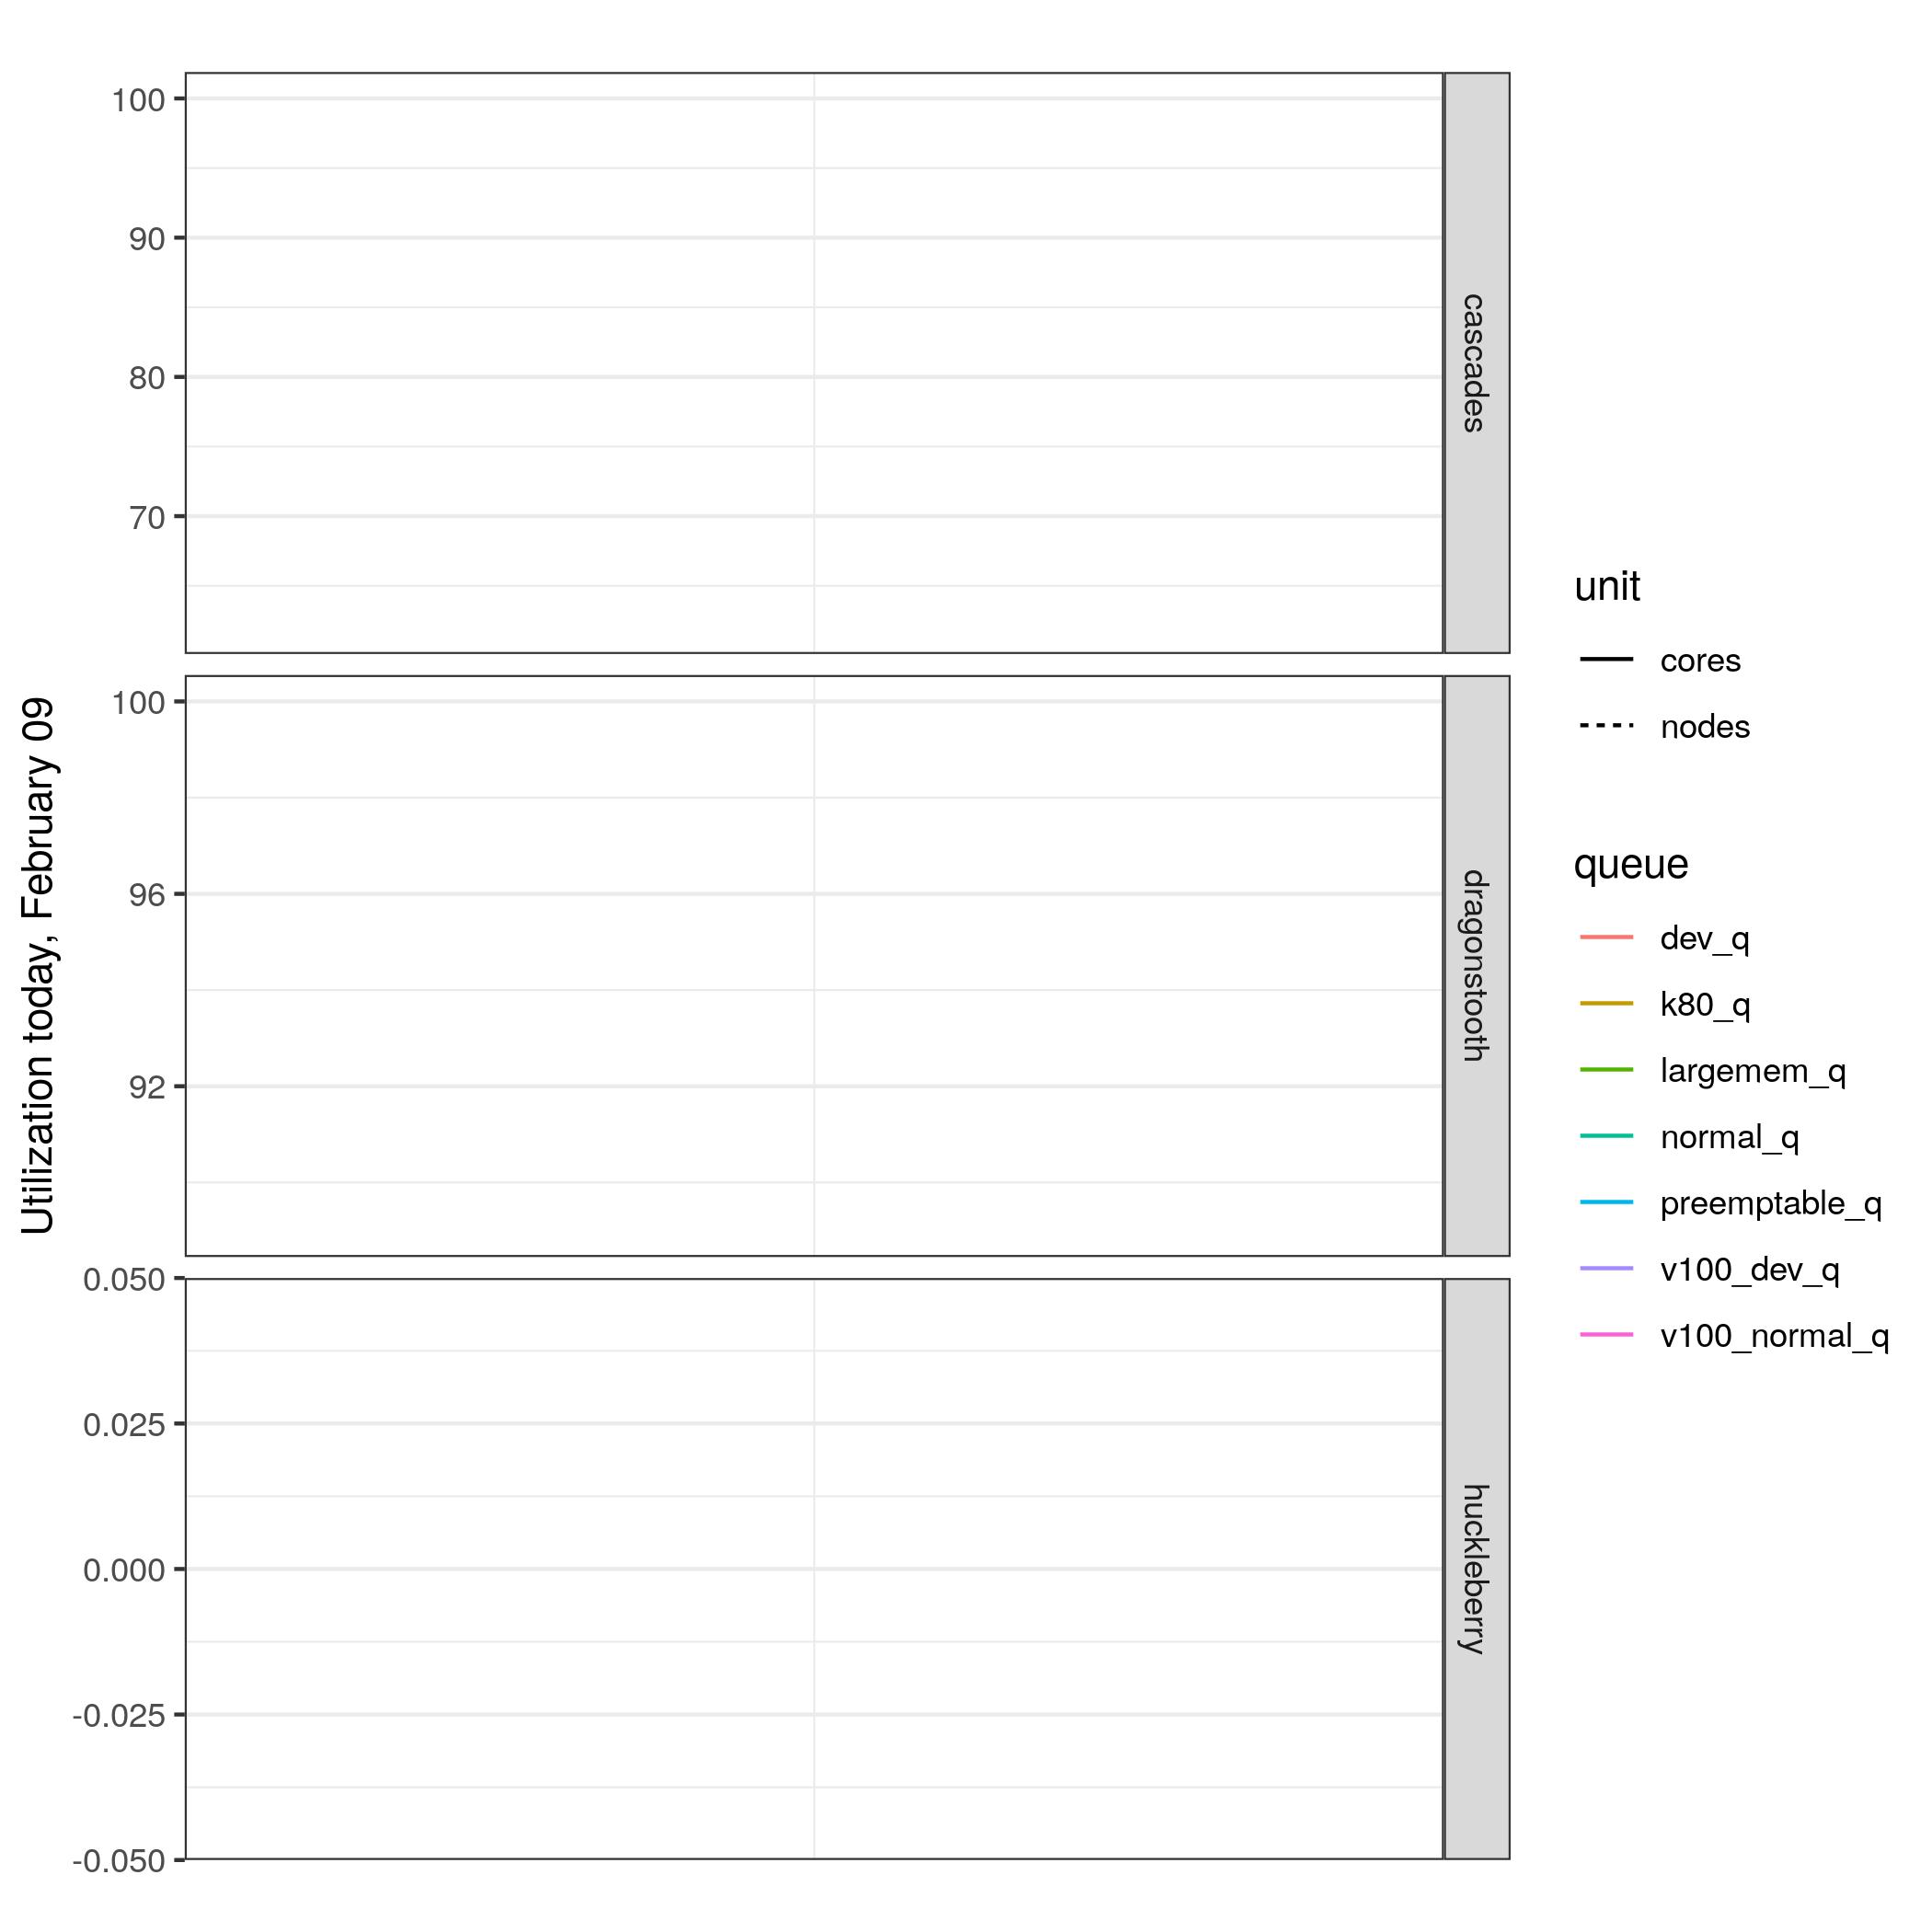 Utilization today, February 09
100
90
80
70
cascades
100
96
92
dragonstooth
0.050
0.025
0.000
-0.025
-0.050
huckleberry
unit
cores
nodes
queue
dev_q
k80_q
largemem_q
normal_q
preemptable_q
v100_dev_q
v100_normal_q